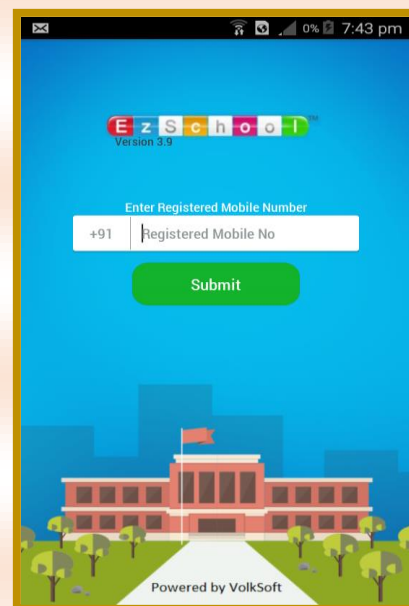 0% 7:43 pm
EzSchool™
Version 3.9
Enter Registered Mobile Number
+91 Registered Mobile No
Submit
Powered by VolkSoft